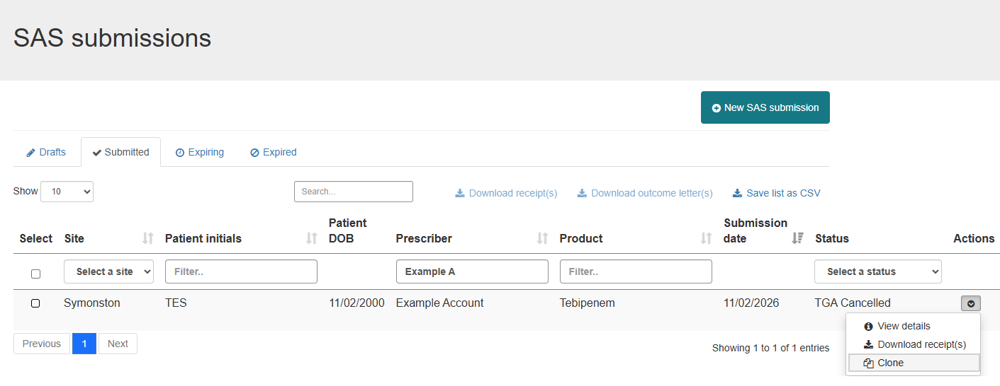 SAS submissions
New SAS submission
Drafts Submitted Expiring Expired
Show 10 Search... Download receipt(s) Download outcome letter(s) Save list as CSV
Select Site Patient initials Patient DOB Prescriber Product Submission date Status Actions
Select a site Filter.. Example A Filter.. Select a status
Symonston TES 11/02/2000 Example Account Tebipenem 11/02/2026 TGA Cancelled
View details
Download receipt(s)
Clone
Previous 1 Next Showing 1 to 1 of 1 entries